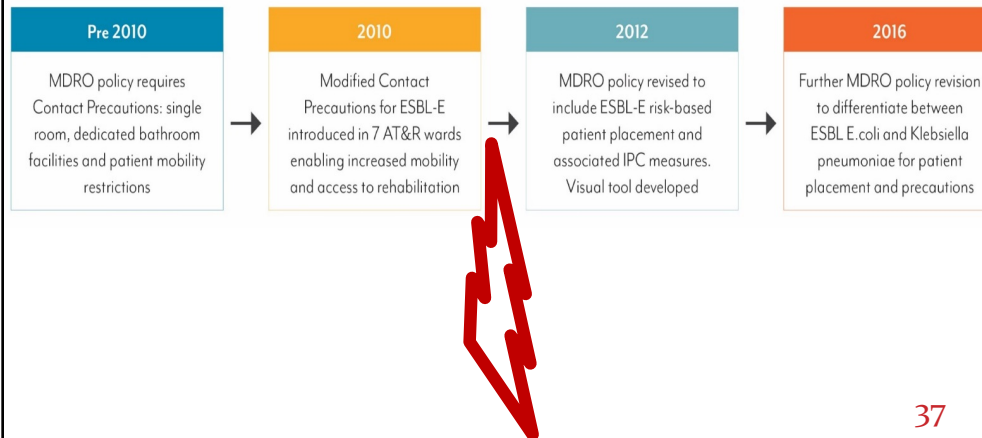 Pre 2010
MDRO policy requires
Contact Precautions: single
room, dedicated bathroom
facilities and patient mobility
restrictions
2010
Modified Contact
Precautions for ESBL-E
introduced in 7 AT&R wards
enabling increased mobility
and access to rehabilitation
2012
MDRO policy revised to
include ESBL-E risk-based
patient placement and
associated IPC measures.
Visual tool developed
2016
Further MDRO policy revision
to differentiate between
ESBL E.coli and Klebsiella
pneumoniae for patient
placement and precautions
37